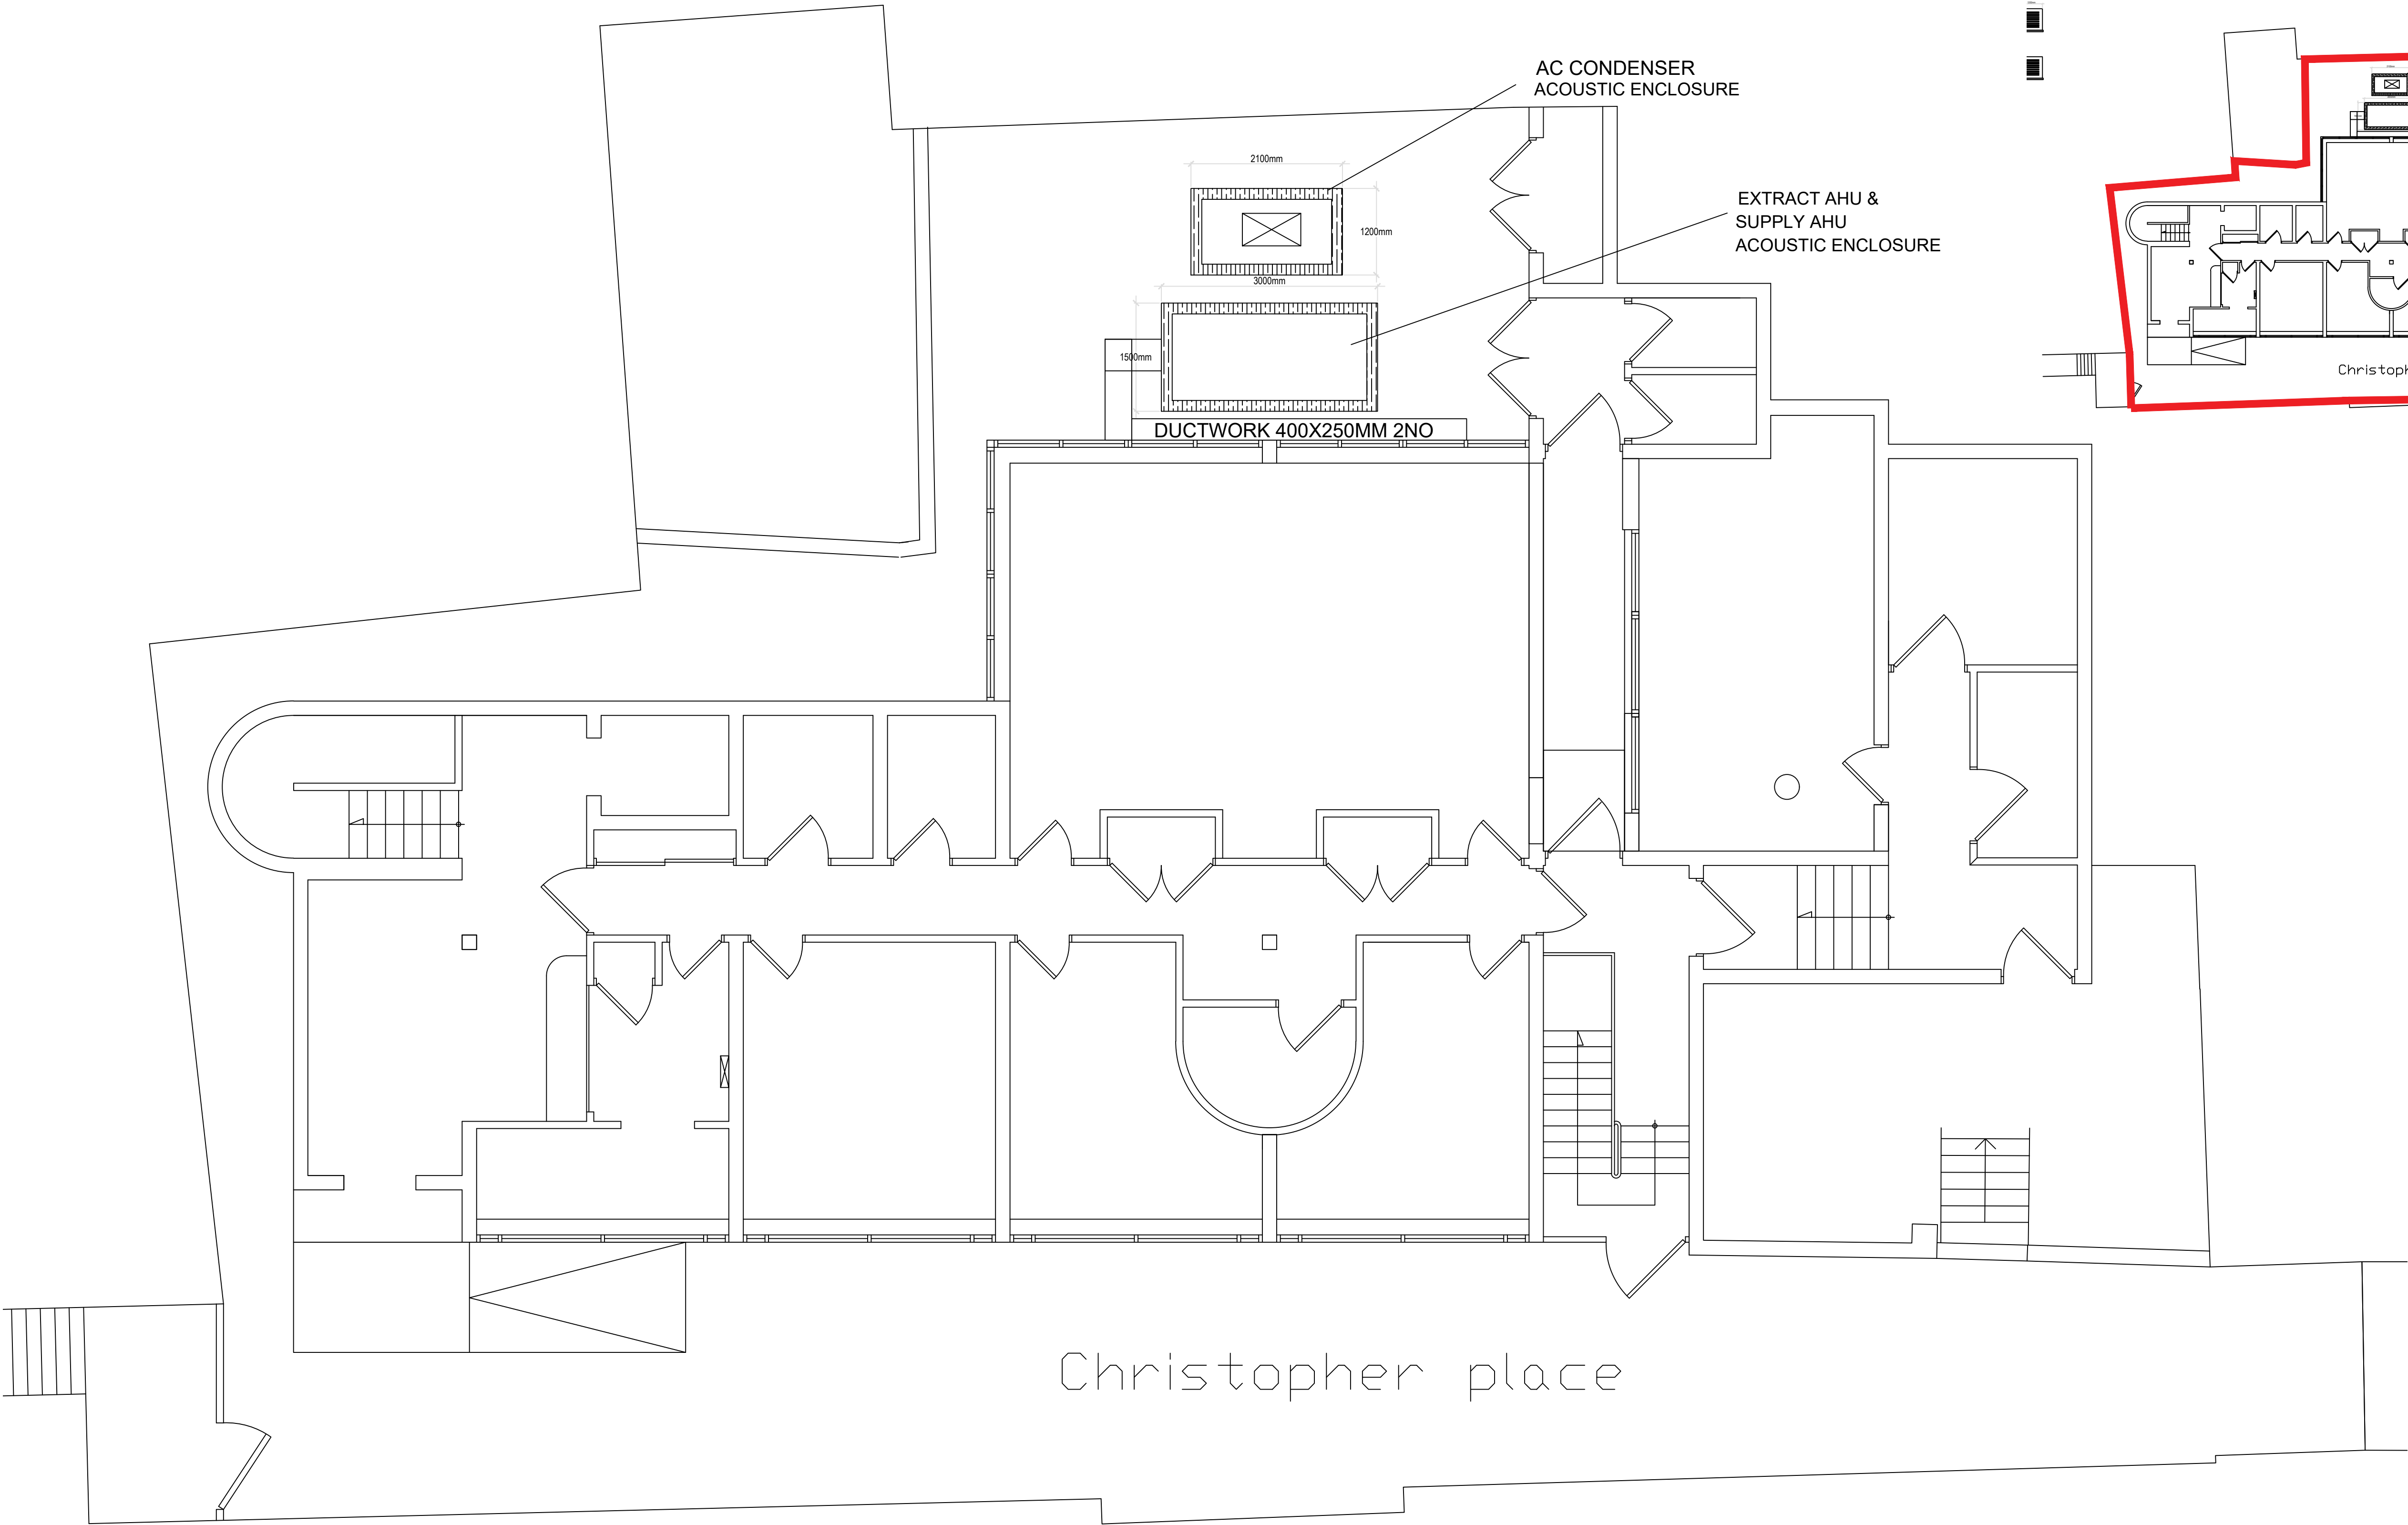 AC CONDENSER
ACOUSTIC ENCLOSURE
2100mm
1200mm
EXTRACT AHU &
SUPPLY AHU
ACOUSTIC ENCLOSURE
3000mm
1500mm
DUCTWORK 400X250MM 2NO
Christopher place
Christoph